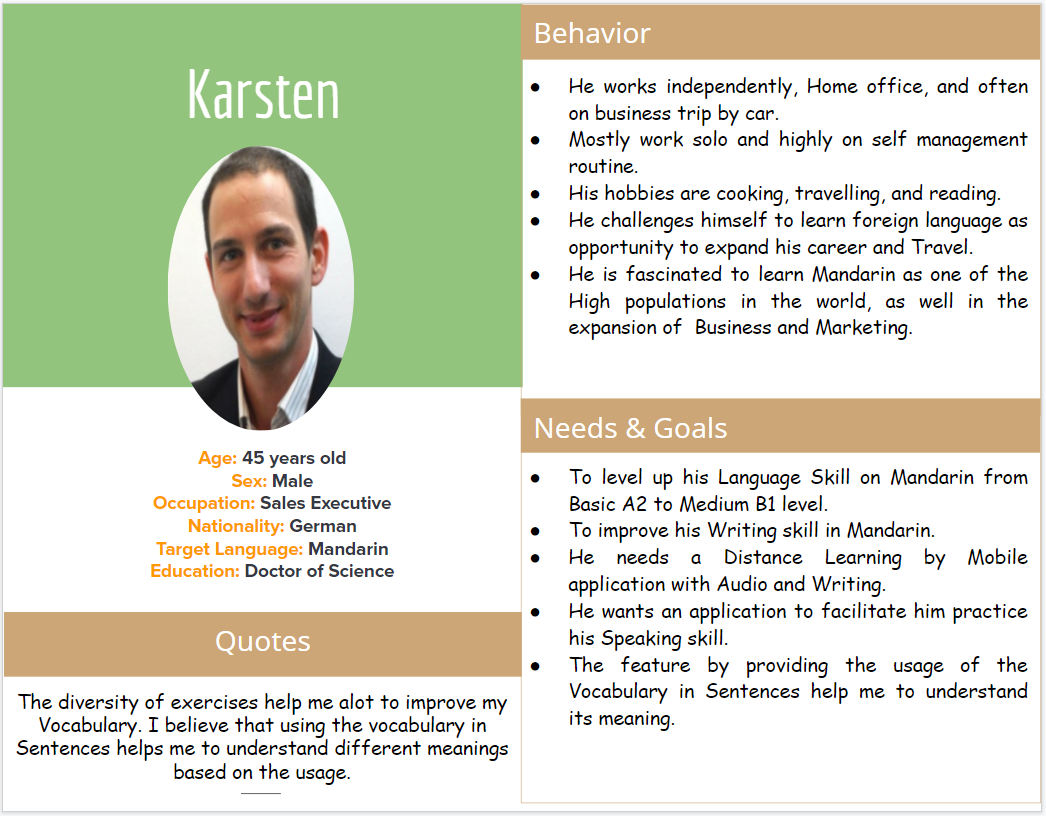 Karsten
Age: 45 years old
Sex: Male
Occupation: Sales Executive
Nationality: German
Target Language: Mandarin
Education: Doctor of Science
Quotes
The diversity of exercises help me alot to improve my
Vocabulary. I believe that using the vocabulary in
Sentences helps me to understand different meanings
based on the usage.
Behavior
● He works independently, Home office, and often
on business trip by car.
● Mostly work solo and highly on self management
routine.
● His hobbies are cooking, travelling, and reading.
● He challenges himself to learn foreign language as
opportunity to expand his career and Travel.
● He is fascinated to learn Mandarin as one of the
High populations in the world, as well in the
expansion of Business and Marketing.
Needs & Goals
● To level up his Language Skill on Mandarin from
Basic A2 to Medium B1 level.
● To improve his Writing skill in Mandarin.
● He needs a Distance Learning by Mobile
application with Audio and Writing.
● He wants an application to facilitate him practice
his Speaking skill.
● The feature by providing the usage of the
Vocabulary in Sentences help me to understand
its meaning.